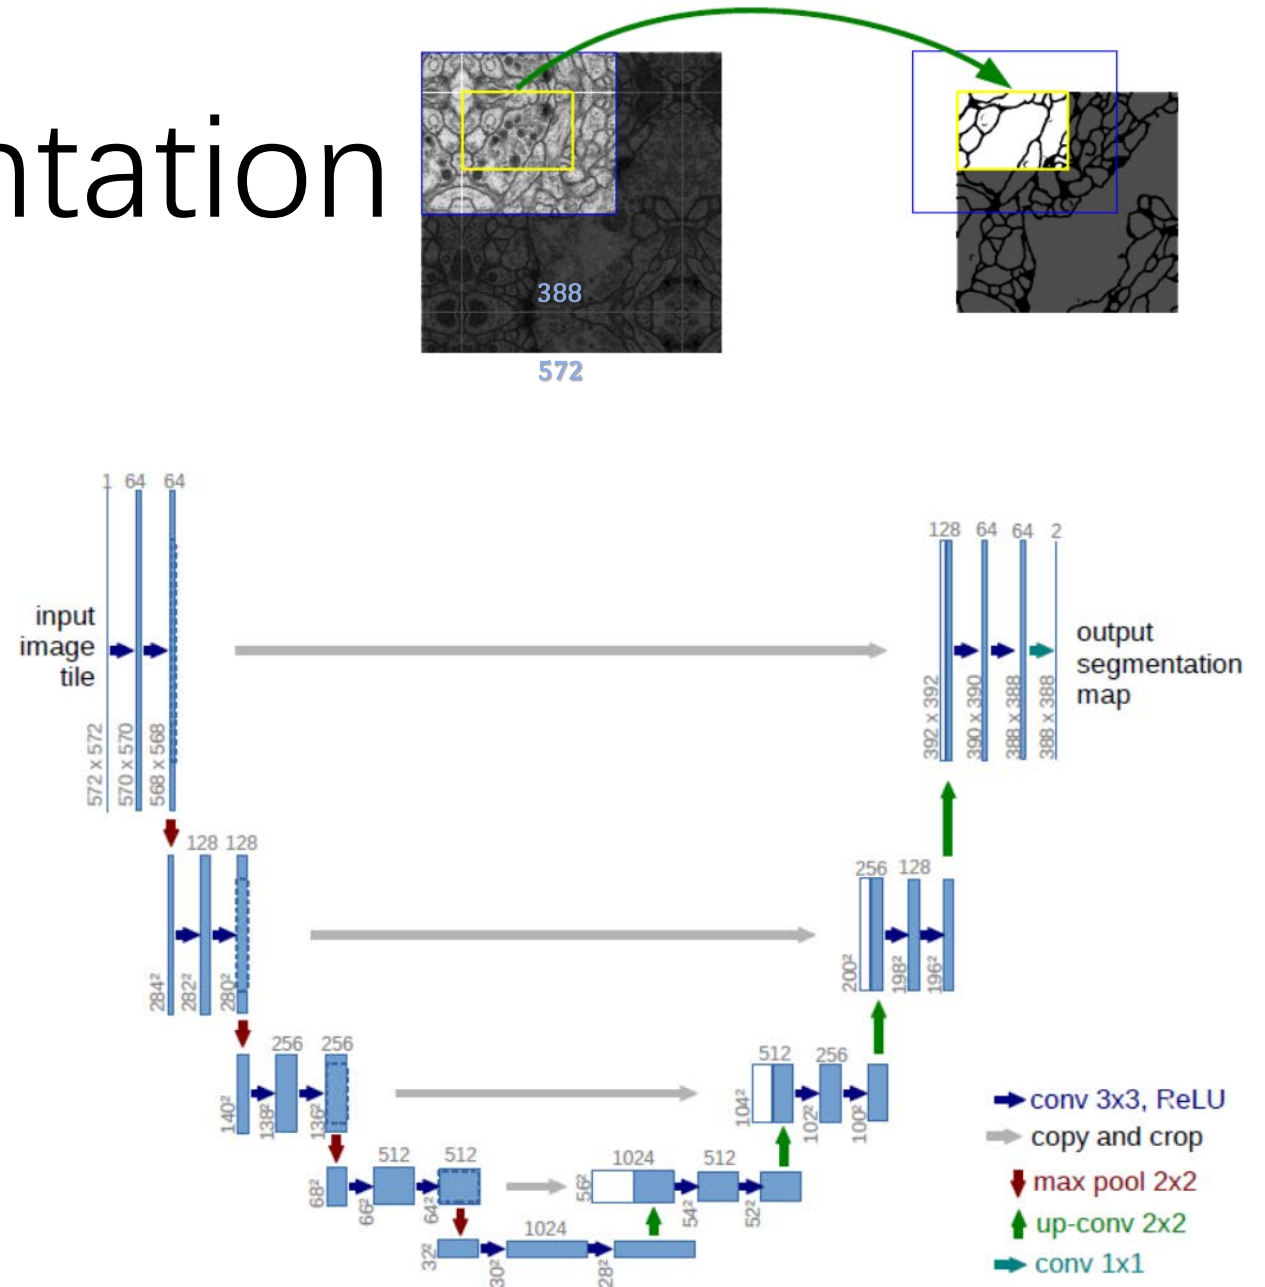 ntation
388
572
1 64 64
input
image
tile
572 x 572
570 x 570
568 x 568
128 64 64 2
output
segmentation
map
392 x 392
390 x 390
388 x 388
388 x 388
128 128
284²
282²
280²
256 128
200²
198²
196²
256 256
140²
138²
136²
512 256
104²
102²
100²
512 512
68²
66²
64²
1024 512
56²
54²
52²
1024
32²
30²
28²
conv 3x3, ReLU
copy and crop
max pool 2x2
up-conv 2x2
conv 1x1